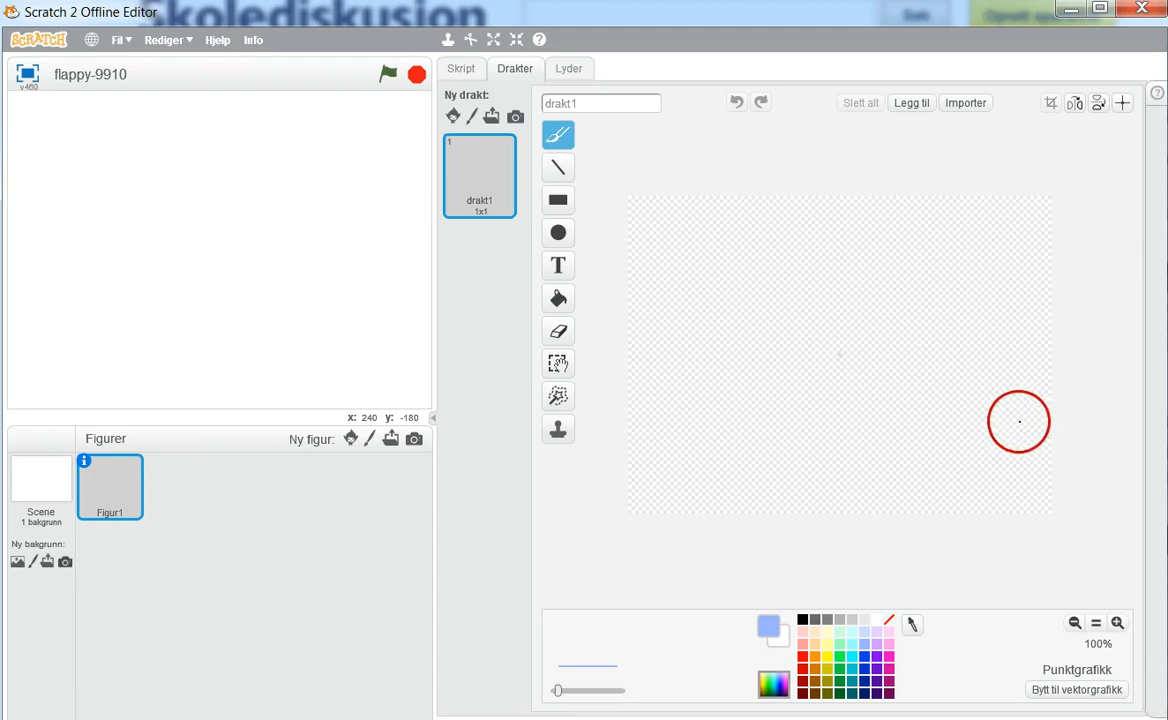 Skolediskusion
Scratch 2 Offline Editor
SCRATCH Fil Rediger Hjelp Info
v460
flappy-9910
Skript Drakter Lyder
Ny drakt:
drakt1
Slett alt Legg til Importer
1
drakt1
1x1
T
x: 240 y: -180
Figurer Ny figur:
Scene
1 bakgrunn
Figur1
Ny bakgrunn:
100%
Punktgrafikk
Bytt til vektorgrafikk